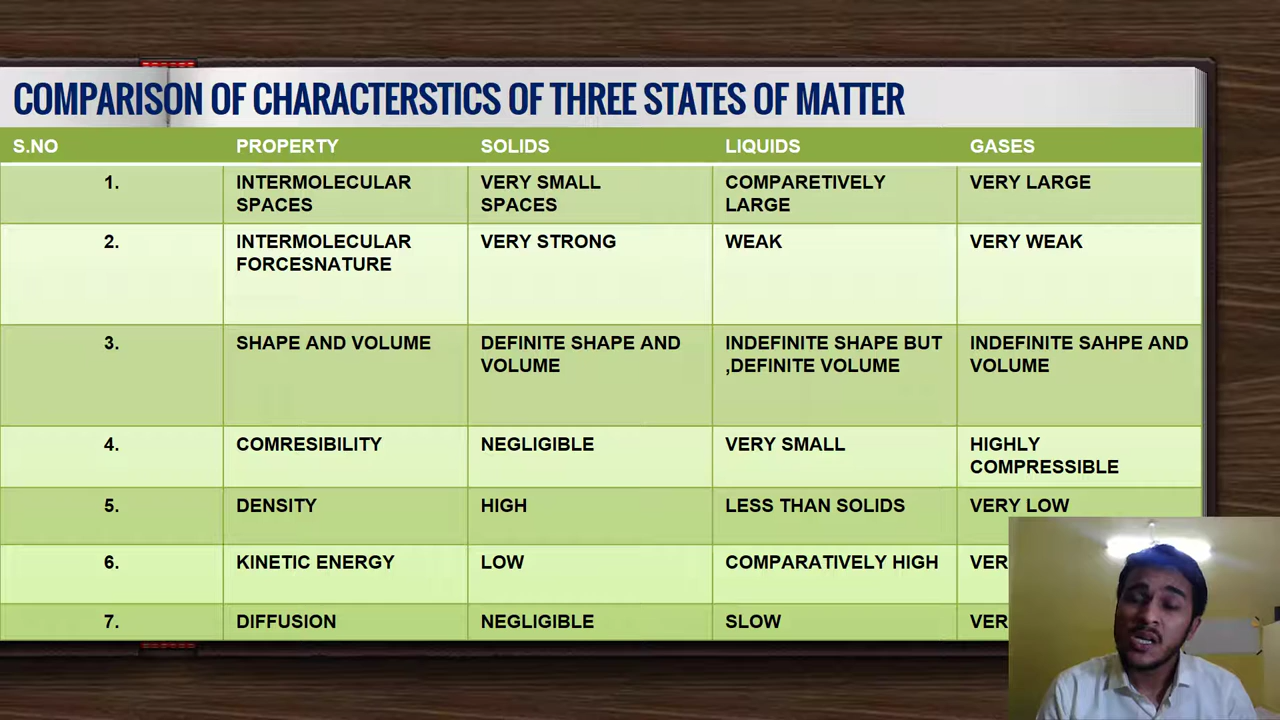 COMPARISON OF CHARACTERSTICS OF THREE STATES OF MATTER
S.NO PROPERTY SOLIDS LIQUIDS GASES
1. INTERMOLECULAR VERY SMALL COMPARETIVELY VERY LARGE
SPACES SPACES LARGE
2. INTERMOLECULAR VERY STRONG WEAK VERY WEAK
FORCESNATURE
3. SHAPE AND VOLUME DEFINITE SHAPE AND INDEFINITE SHAPE BUT INDEFINITE SAHPE AND
VOLUME ,DEFINITE VOLUME VOLUME
4. COMRESIBILITY NEGLIGIBLE VERY SMALL HIGHLY
COMPRESSIBLE
5. DENSITY HIGH LESS THAN SOLIDS VERY LOW
6. KINETIC ENERGY LOW COMPARATIVELY HIGH
7. DIFFUSION NEGLIGIBLE SLOW